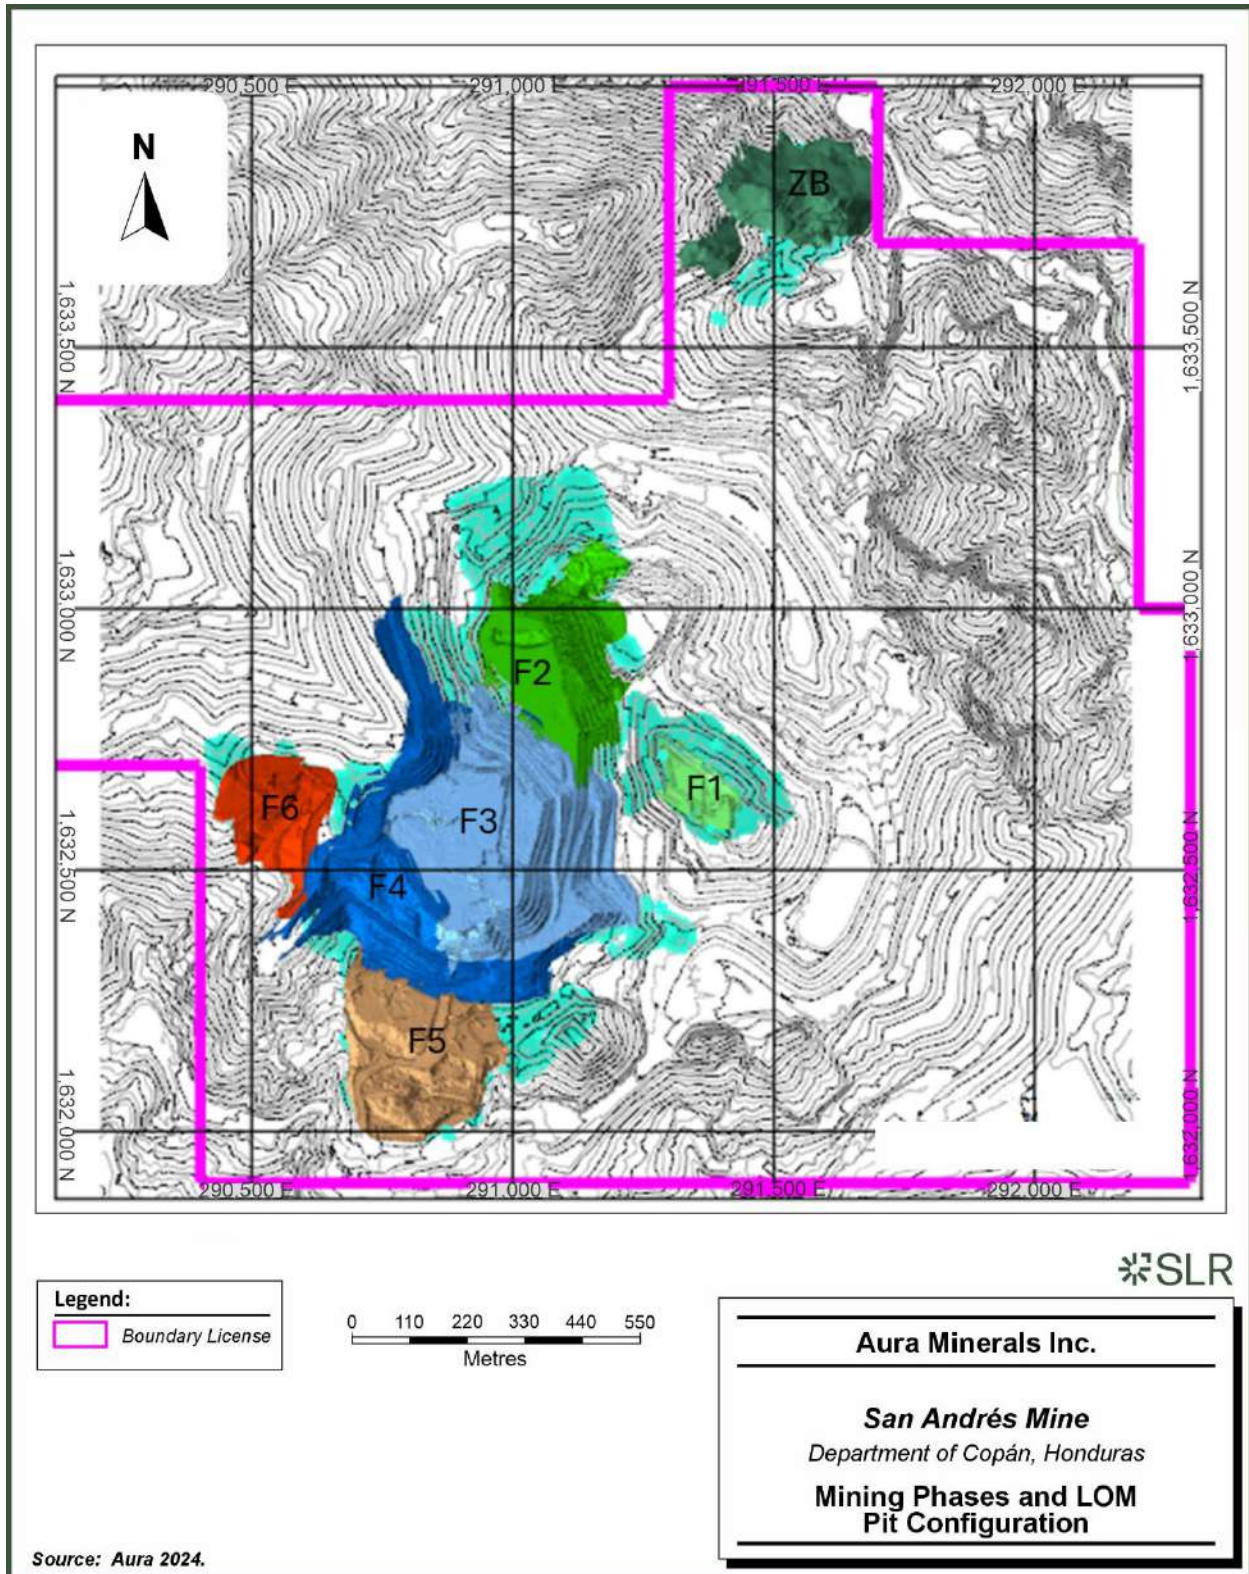 290,500 E
291,000 E
291,500 E
292,000 E
N
ZB
1,633,500 N
1,633,500 N
1,633,000 N
1,633,000 N
F2
F1
F6
F3
1,632,500 N
1,632,500 N
F4
F5
1,632,000 N
1,632,000 N
290,500 E
291,000 E
291,500 E
292,000 E
SLR
Legend:
Boundary License
0 110 220 330 440 550
Metres
Aura Minerals Inc.
San Andrés Mine
Department of Copán, Honduras
Mining Phases and LOM
Pit Configuration
Source: Aura 2024.